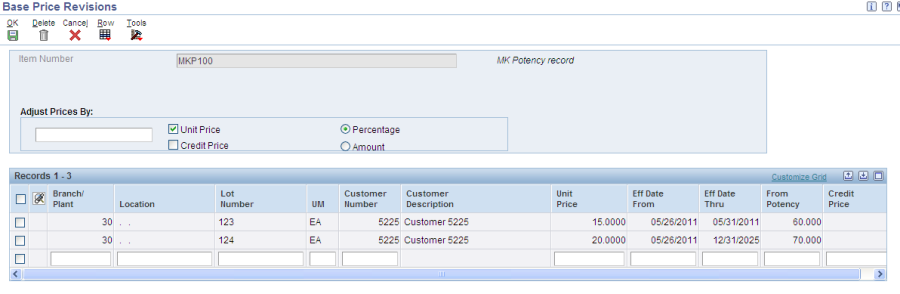 Base Price Revisions
OK Delete Cancel Row Tools
Item Number MKP100 MK Potency record
Adjust Prices By:
Unit Price Percentage
Credit Price Amount
Records 1 - 3 Customize Grid
Branch/ Plant Location Lot Number UM Customer Number Customer Description Unit Price Eff Date From Eff Date Thru From Potency Credit Price
30 . . 123 EA 5225 Customer 5225 15.0000 05/26/2011 05/31/2011 60.000
30 . . 124 EA 5225 Customer 5225 20.0000 05/26/2011 12/31/2025 70.000